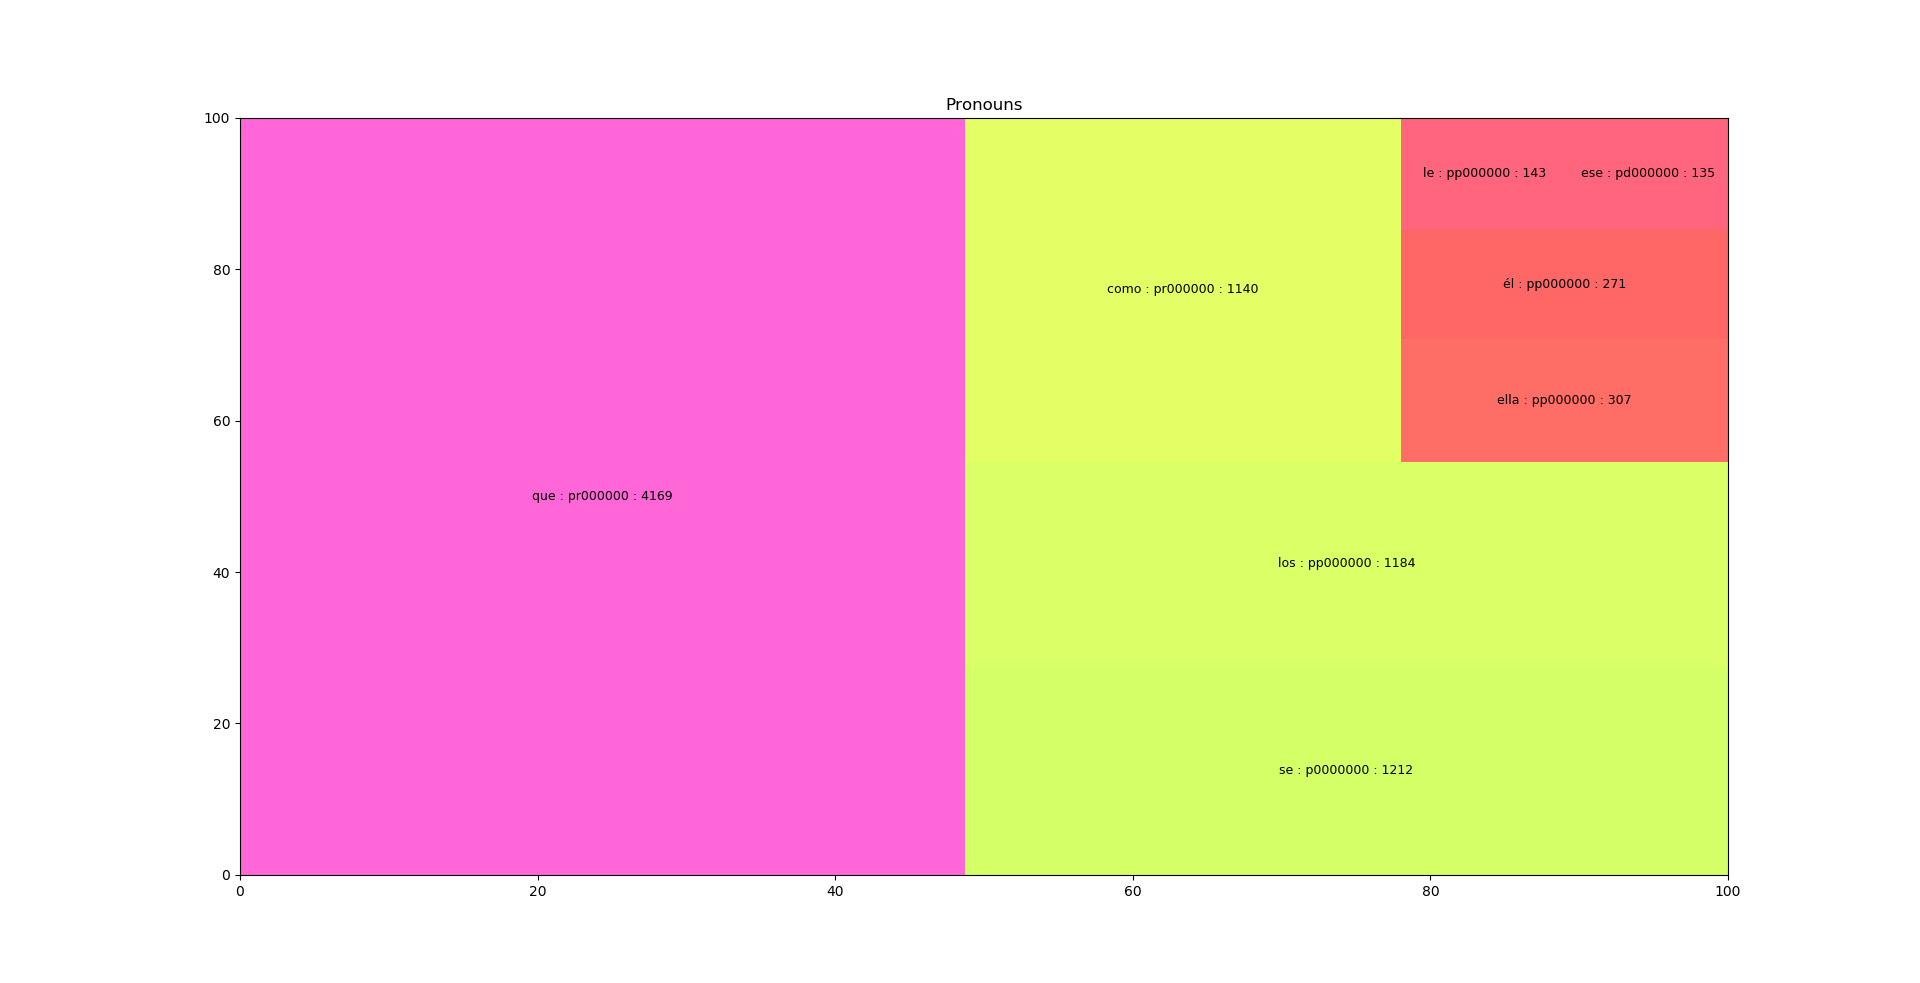 Pronouns
100
80
60
40
20
0
le : pp000000 : 143
ese : pd000000 : 135
él : pp000000 : 271
como : pr000000 : 1140
ella : pp000000 : 307
que : pr000000 : 4169
los : pp000000 : 1184
se : p0000000 : 1212
0 20 40 60 80 100